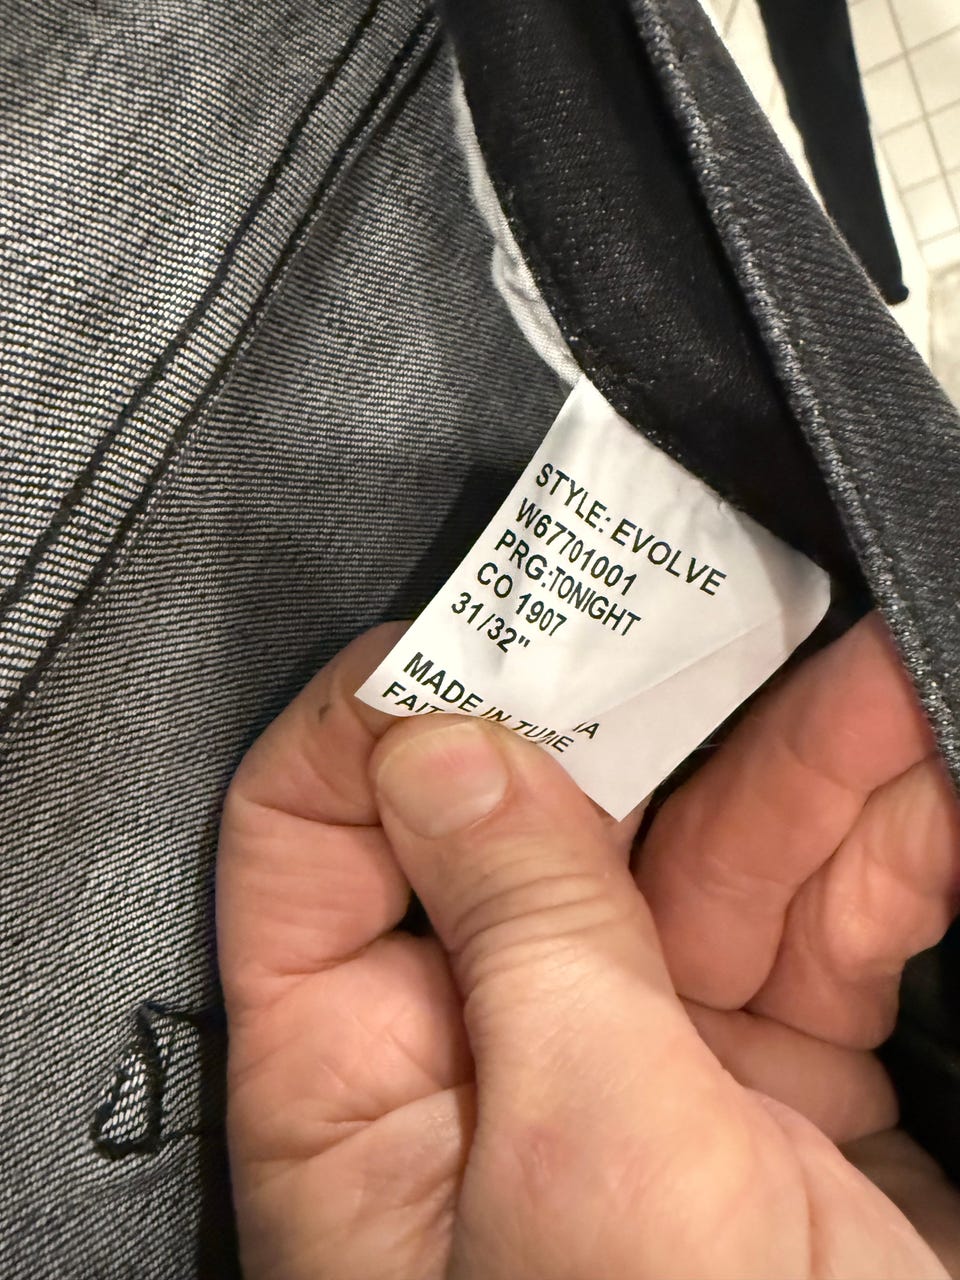 STYLE: EVOLVE
W67701001
PRG:TONIGHT
CO 1907
31/32"
MADE IN